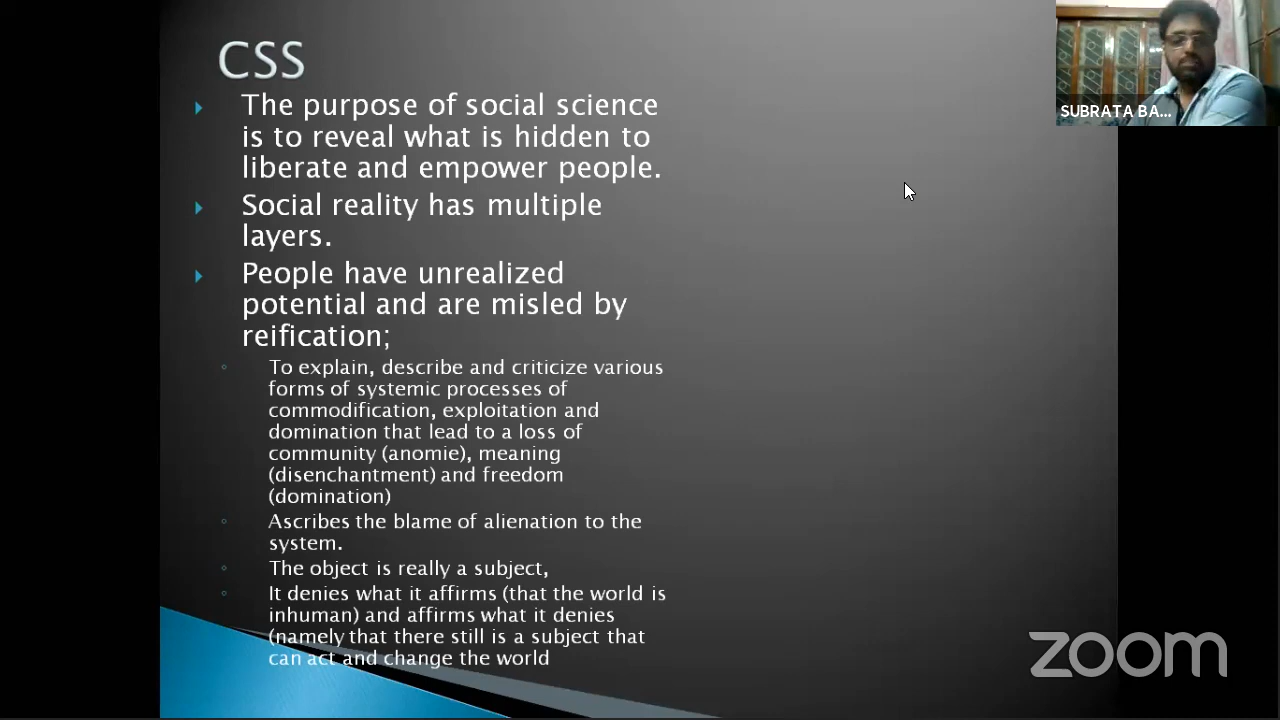 CSS
The purpose of social science
is to reveal what is hidden to
liberate and empower people.
Social reality has multiple
layers.
People have unrealized
potential and are misled by
reification;
To explain, describe and criticize various
forms of systemic processes of
commodification, exploitation and
domination that lead to a loss of
community (anomie), meaning
(disenchantment) and freedom
(domination)
Ascribes the blame of alienation to the
system.
The object is really a subject,
It denies what it affirms (that the world is
inhuman) and affirms what it denies
(namely that there still is a subject that
can act and change the world
SUBRATA BA...
zoom